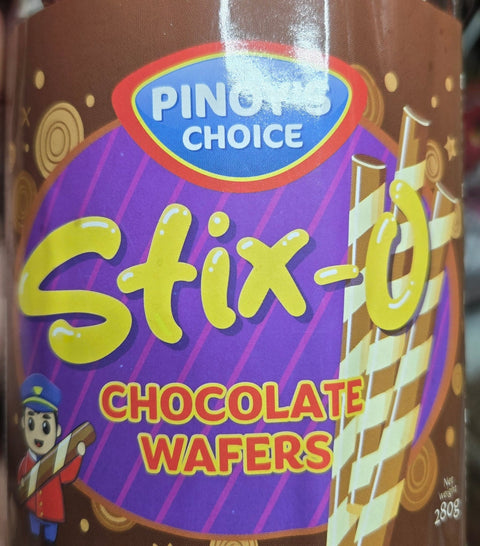 PINOY'S
CHOICE
Stix-O
CHOCOLATE
WAFERS
Net
weight
280g